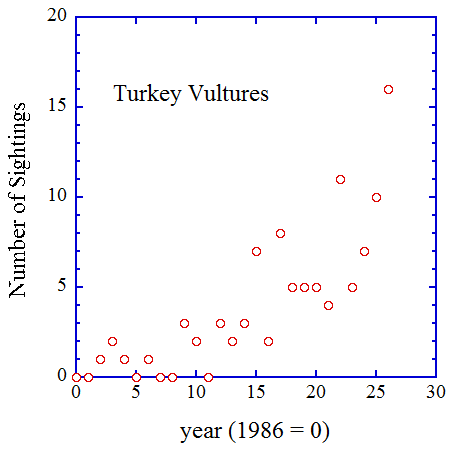 20
Turkey Vultures
15
10
5
0
0 5 10 15 20 25 30
Number of Sightings
year (1986 = 0)